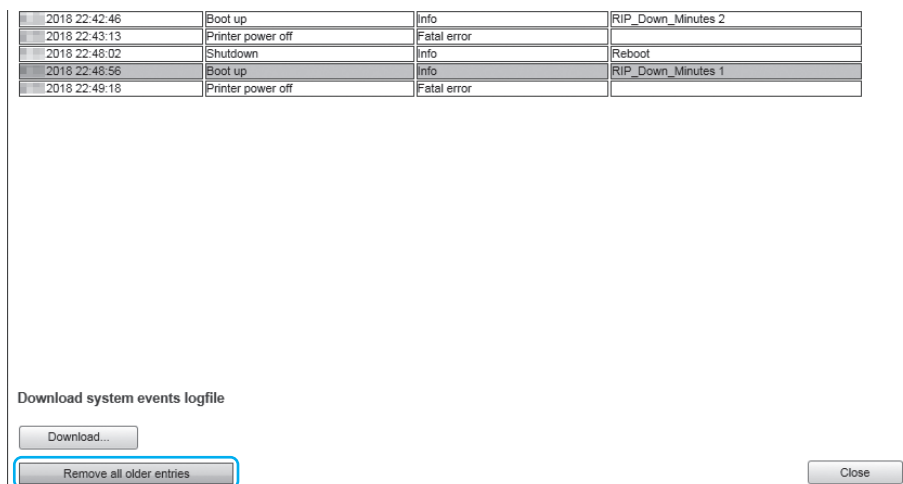 2018 22:42:46 Boot up Info RIP_Down_Minutes 2
2018 22:43:13 Printer power off Fatal error
2018 22:48:02 Shutdown Info Reboot
2018 22:48:56 Boot up Info RIP_Down_Minutes 1
2018 22:49:18 Printer power off Fatal error
Download system events logfile
Download...
Remove all older entries
Close